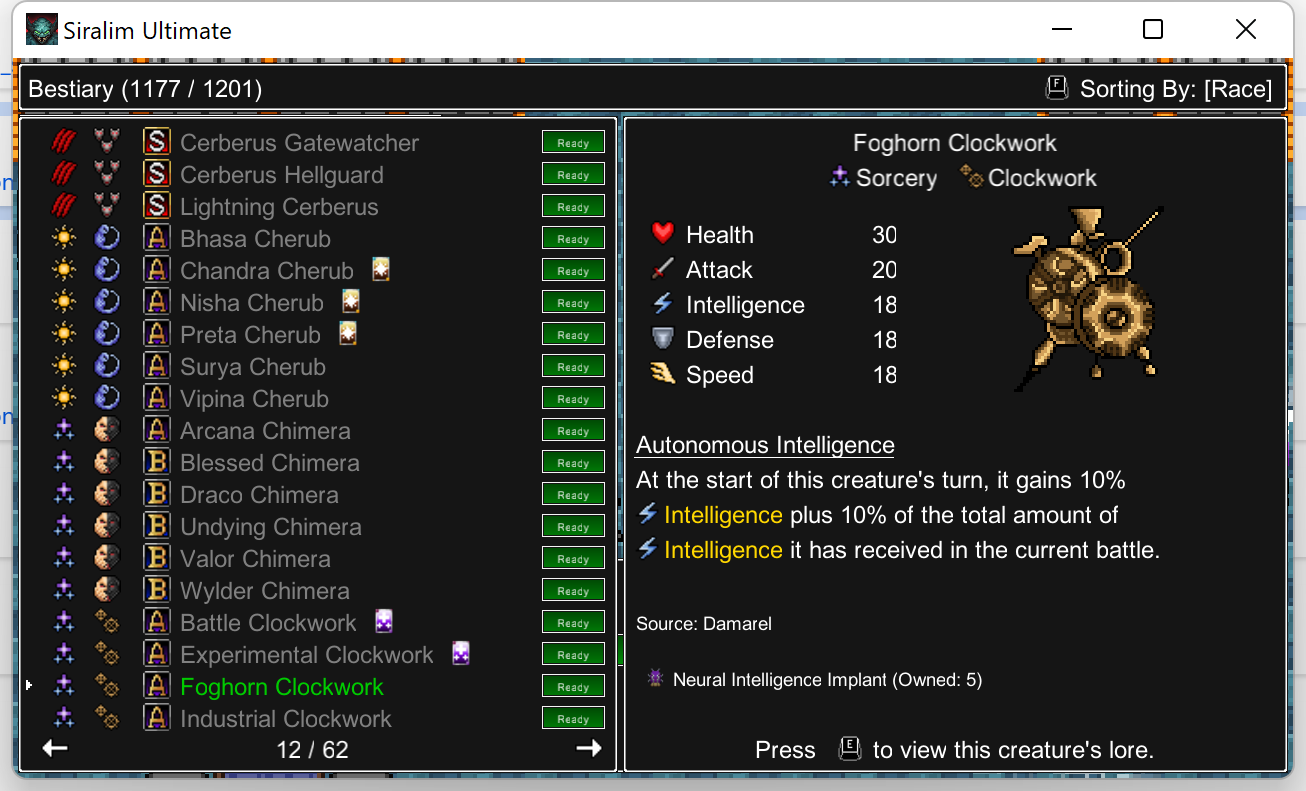 Siralim Ultimate
Bestiary (1177 / 1201)
F Sorting By: [Race]
S Cerberus Gatewatcher Ready
S Cerberus Hellguard Ready
S Lightning Cerberus Ready
A Bhasa Cherub Ready
A Chandra Cherub Ready
A Nisha Cherub Ready
A Preta Cherub Ready
A Surya Cherub Ready
A Vipina Cherub Ready
A Arcana Chimera Ready
B Blessed Chimera Ready
B Draco Chimera Ready
B Undying Chimera Ready
B Valor Chimera Ready
B Wylder Chimera Ready
A Battle Clockwork Ready
A Experimental Clockwork Ready
A Foghorn Clockwork Ready
A Industrial Clockwork Ready
12 / 62
Foghorn Clockwork
Sorcery Clockwork
Health 30
Attack 20
Intelligence 18
Defense 18
Speed 18
Autonomous Intelligence
At the start of this creature's turn, it gains 10%
Intelligence plus 10% of the total amount of
Intelligence it has received in the current battle.
Source: Damarel
Neural Intelligence Implant (Owned: 5)
Press E to view this creature's lore.